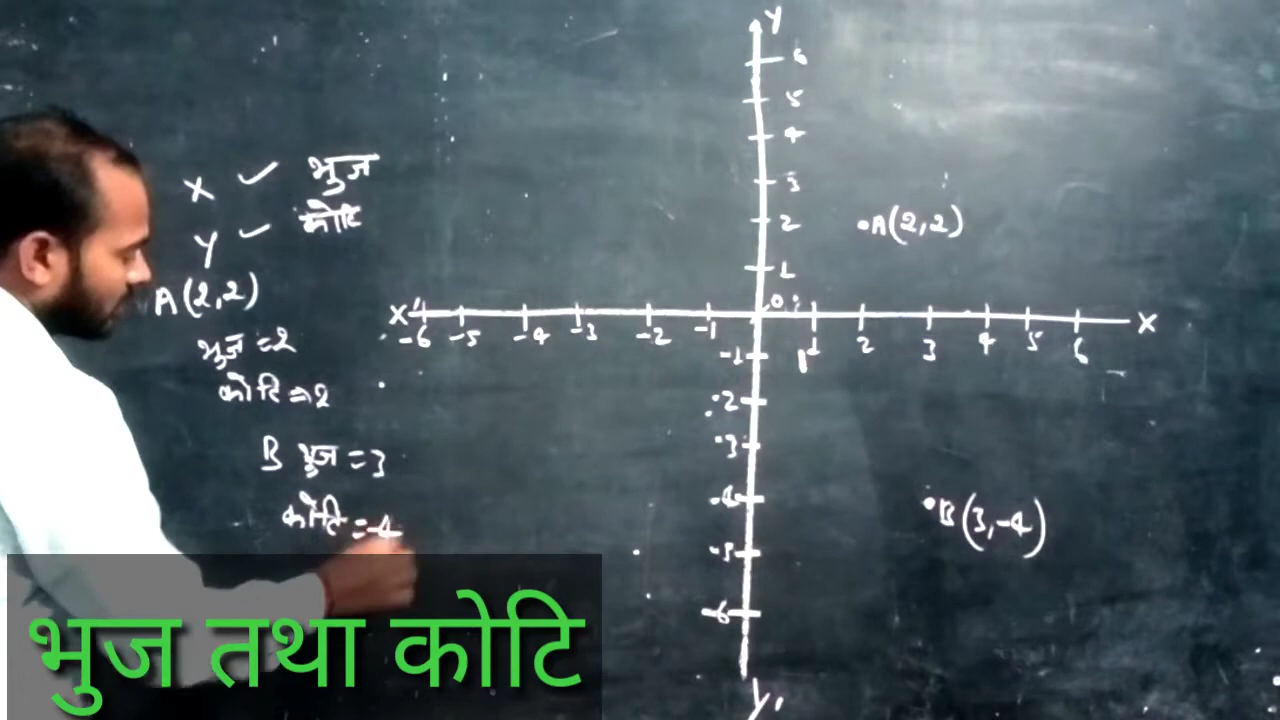 x ✓ भुज
y ✓ कोटि
A(2,2)
भुज =2
कोटि =2
B भुज =3
कोटि =-4
Y
6
5
4
3
2
1
•A(2,2)
X' 0 X
-6 -5 -4 -3 -2 -1 1 2 3 4 5 6
-1
-2
-3
-4
•B(3,-4)
-5
-6
Y'
भुज तथा कोटि